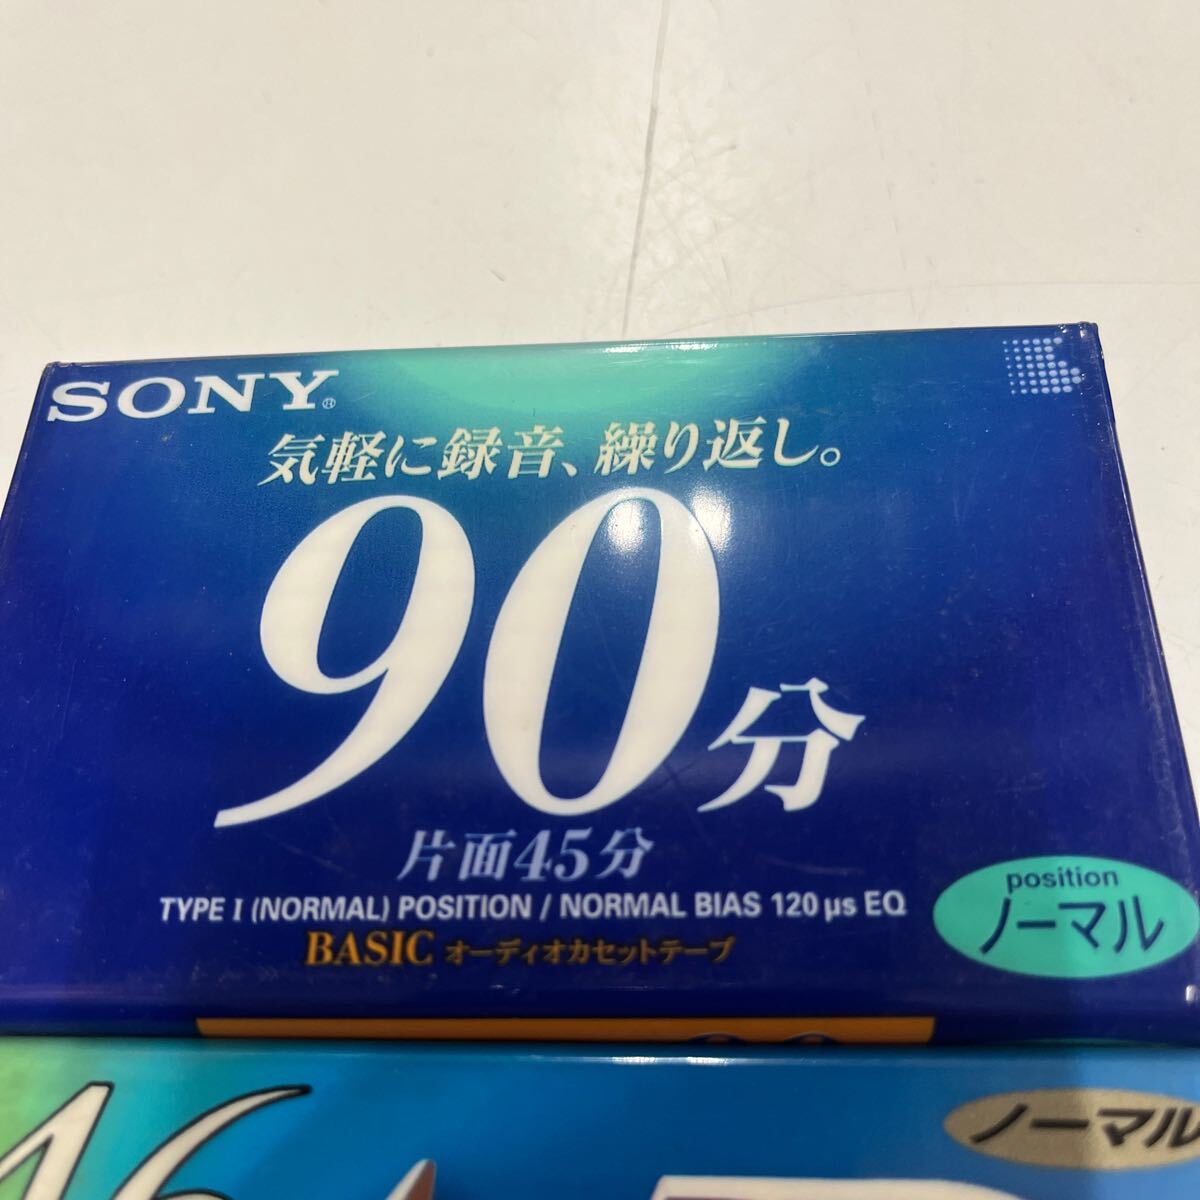 SONY®
気軽に録音、繰り返し。
90分
片面45分
TYPE I (NORMAL) POSITION / NORMAL BIAS 120 µs EQ
BASIC オーディオカセットテープ
position
ノーマル
ノーマル